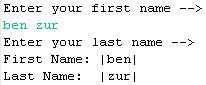 Enter your first name -->
ben zur
Enter your last name -->
First Name: |ben|
Last Name:  |zur|